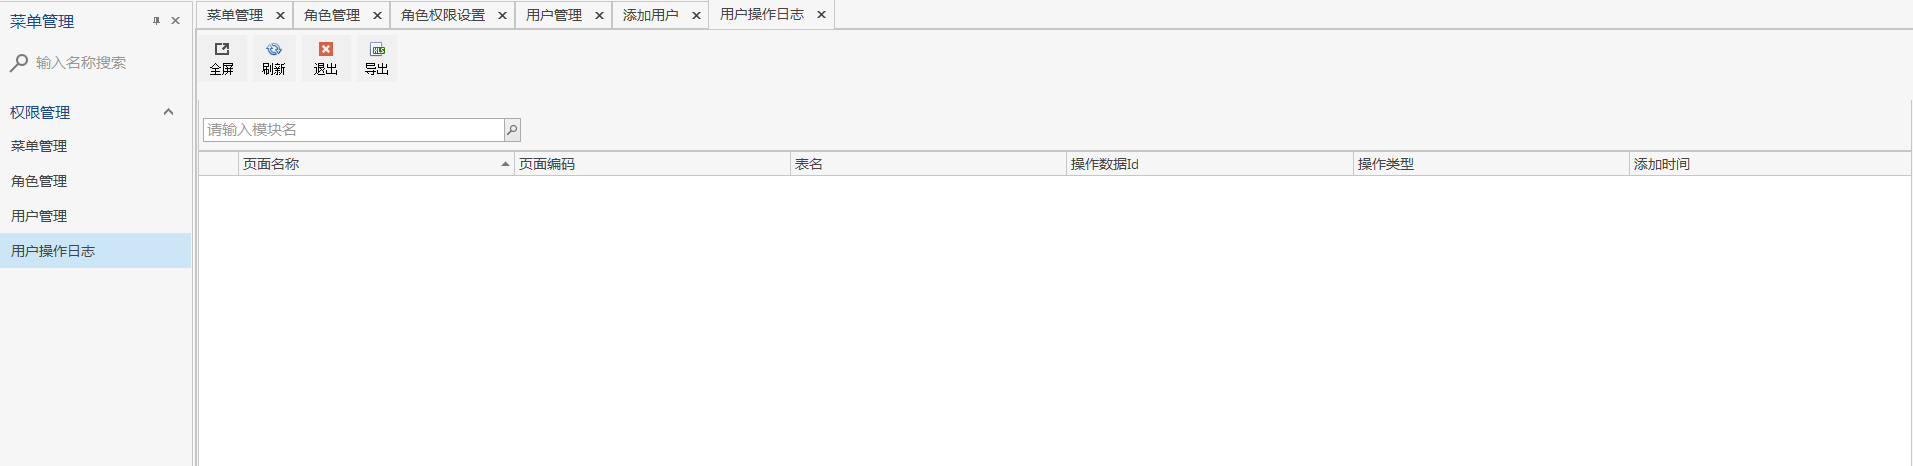 菜单管理
输入名称搜索
权限管理
菜单管理
角色管理
用户管理
用户操作日志
菜单管理 角色管理 角色权限设置 用户管理 添加用户 用户操作日志
全屏 刷新 退出 导出
请输入模块名
页面名称 页面编码 表名 操作数据Id 操作类型 添加时间